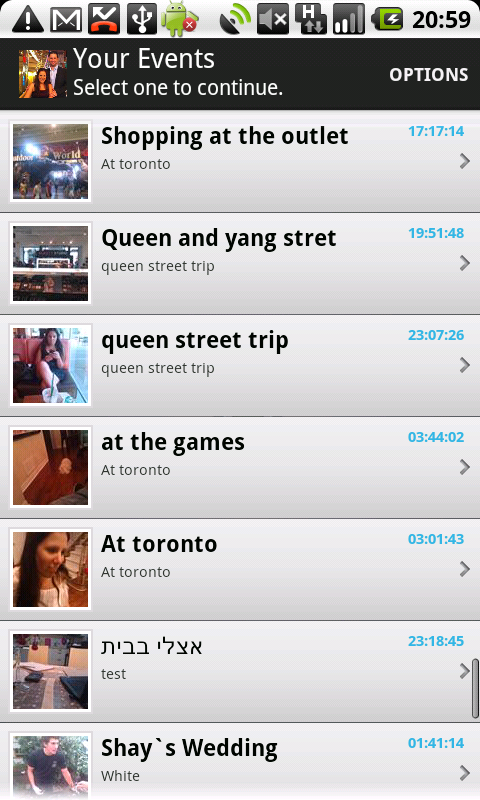 20:59
Your Events
Select one to continue.
OPTIONS
Shopping at the outlet
17:17:14
At toronto
Queen and yang stret
19:51:48
queen street trip
queen street trip
23:07:26
queen street trip
at the games
03:44:02
At toronto
At toronto
03:01:43
At toronto
אצלי בבית
23:18:45
test
Shay`s Wedding
01:41:14
White